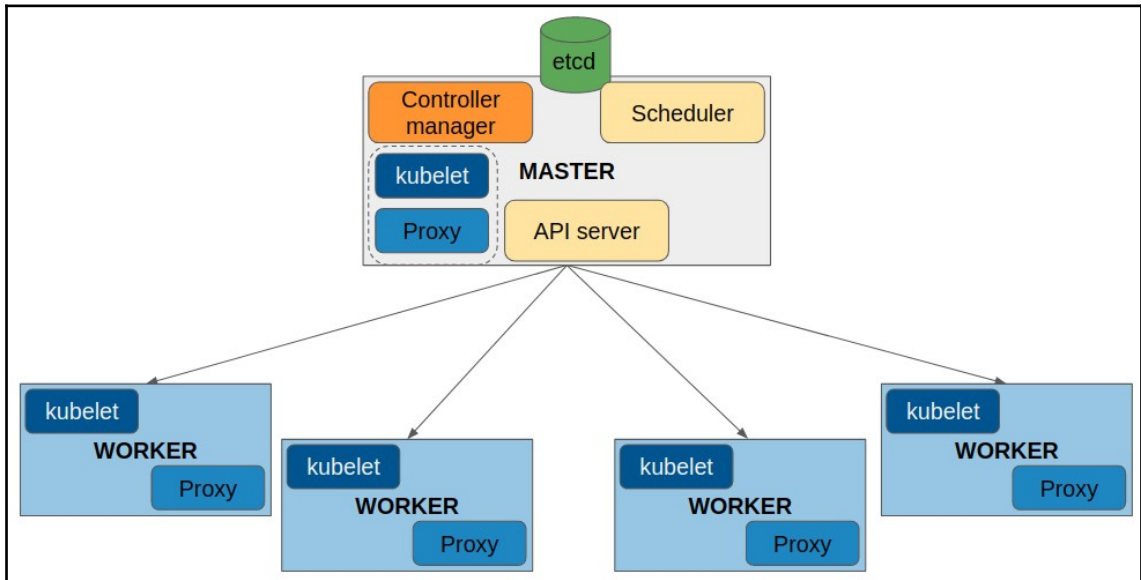 etcd
Controller
manager
Scheduler
kubelet
MASTER
Proxy
API server
kubelet
WORKER
Proxy
kubelet
WORKER
Proxy
kubelet
WORKER
Proxy
kubelet
WORKER
Proxy